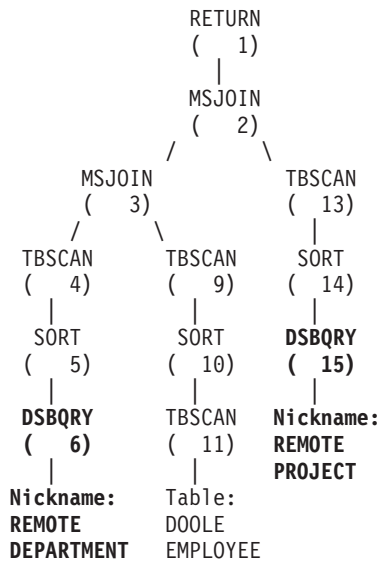 RETURN
( 1)
|
MSJOIN
( 2)
/ \
MSJOIN TBSCAN
( 3) ( 13)
/ \ |
TBSCAN TBSCAN SORT
( 4) ( 9) ( 14)
| | |
SORT SORT DSBQRY
( 5) ( 10) ( 15)
| | |
DSBQRY TBSCAN Nickname:
( 6) ( 11) REMOTE
| | PROJECT
Nickname: Table:
REMOTE DOOLE
DEPARTMENT EMPLOYEE